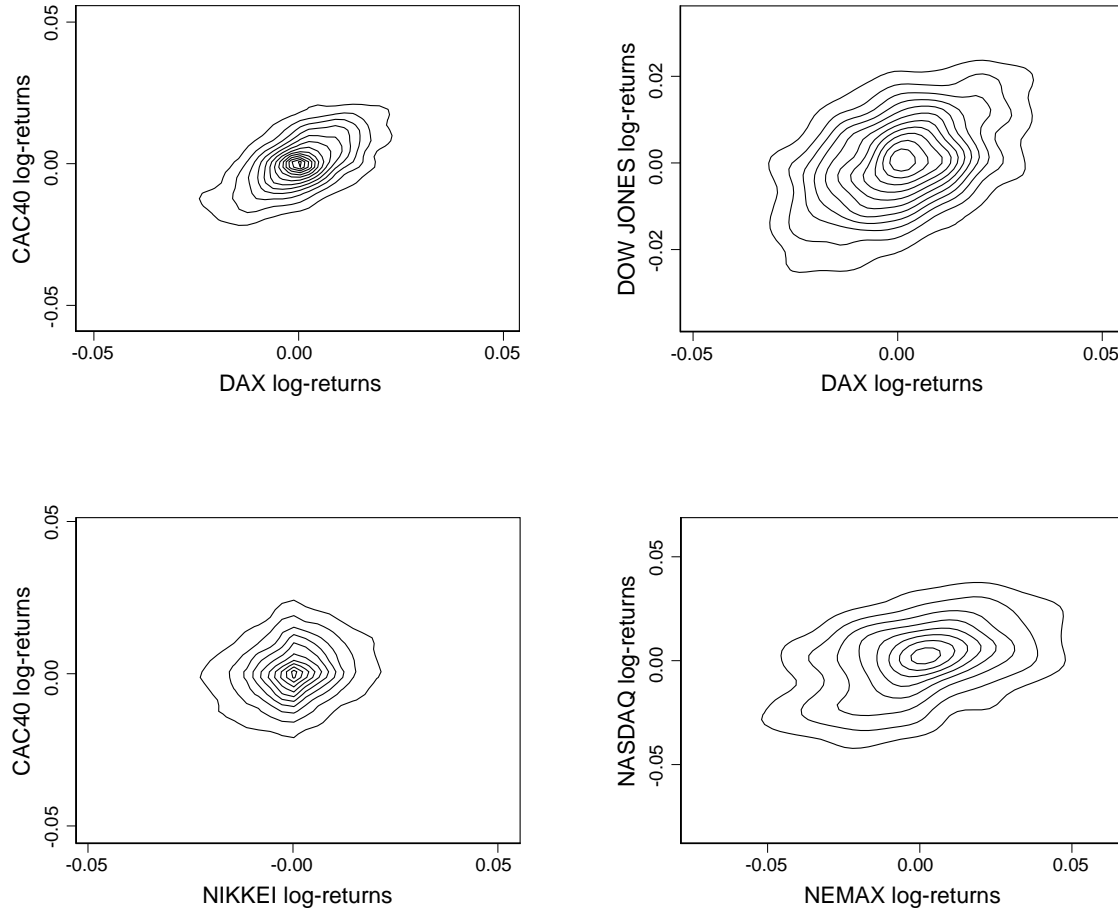 0.05
CAC40 log-returns
0.00
-0.05
-0.05 0.00 0.05
DAX log-returns
0.02
DOW JONES log-returns
0.00
-0.02
-0.05 0.00 0.05
DAX log-returns
0.05
CAC40 log-returns
0.00
-0.05
-0.05 -0.00 0.05
NIKKEI log-returns
0.05
NASDAQ log-returns
0.00
-0.05
-0.05 0.00 0.05
NEMAX log-returns